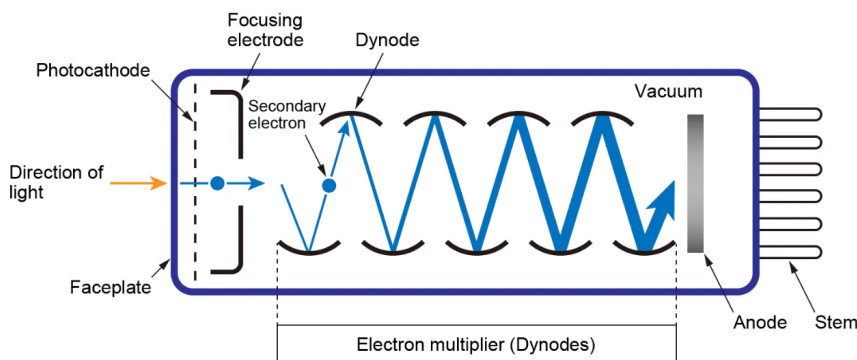 Focusing
electrode
Dynode
Photocathode
Secondary
electron
Vacuum
Direction of
light
Faceplate
Anode
Stem
Electron multiplier (Dynodes)